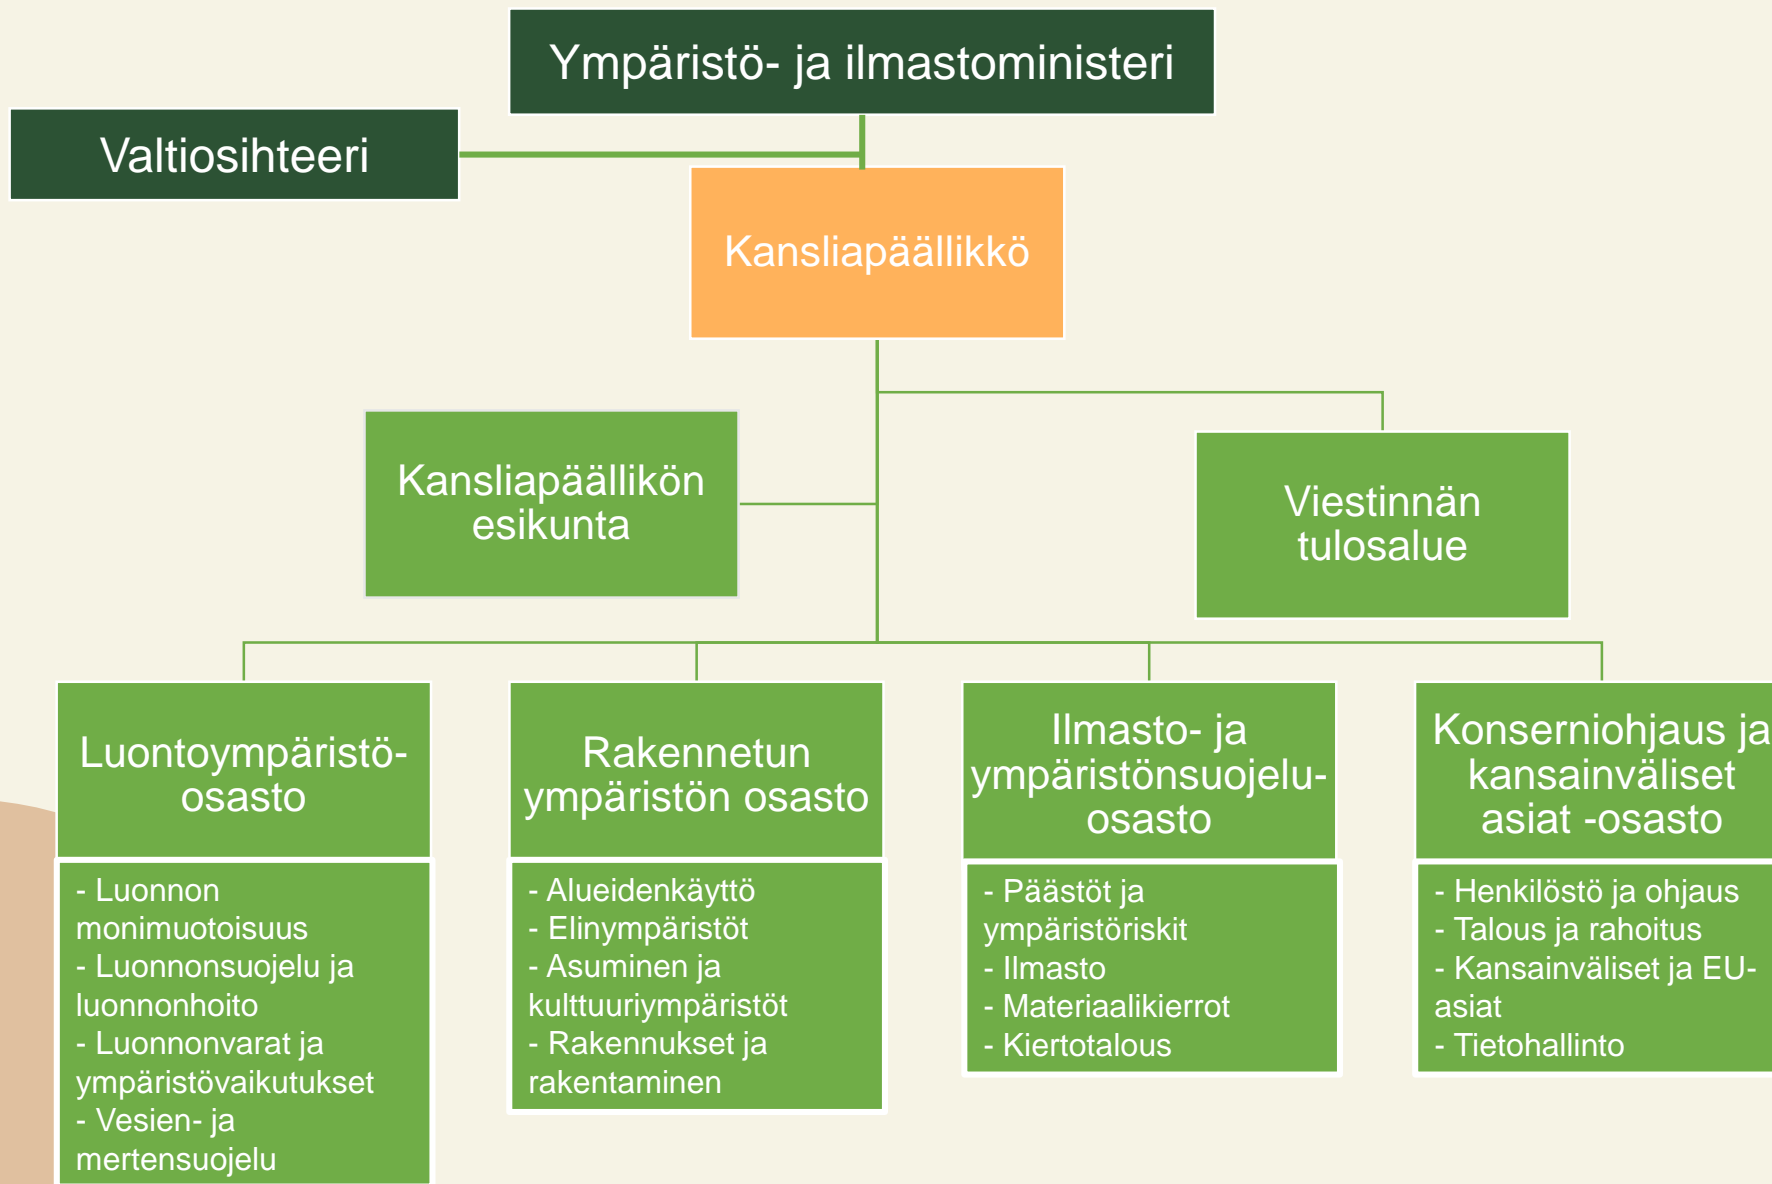 Ympäristö- ja ilmastoministeri
Valtiosihteeri
Kansliapäällikkö
Kansliapäällikön
esikunta
Viestinnän
tulosalue
Luontoympäristö-
osasto
- Luonnon
monimuotoisuus
- Luonnonsuojelu ja
luonnonhoito
- Luonnonvarat ja
ympäristövaikutukset
- Vesien- ja
mertensuojelu
Rakennetun
ympäristön osasto
- Alueidenkäyttö
- Elinympäristöt
- Asuminen ja
kulttuuriympäristöt
- Rakennukset ja
rakentaminen
Ilmasto- ja
ympäristönsuojelu-
osasto
- Päästöt ja
ympäristöriskit
- Ilmasto
- Materiaalikierrot
- Kiertotalous
Konserniohjaus ja
kansainväliset
asiat -osasto
- Henkilöstö ja ohjaus
- Talous ja rahoitus
- Kansainväliset ja EU-
asiat
- Tietohallinto